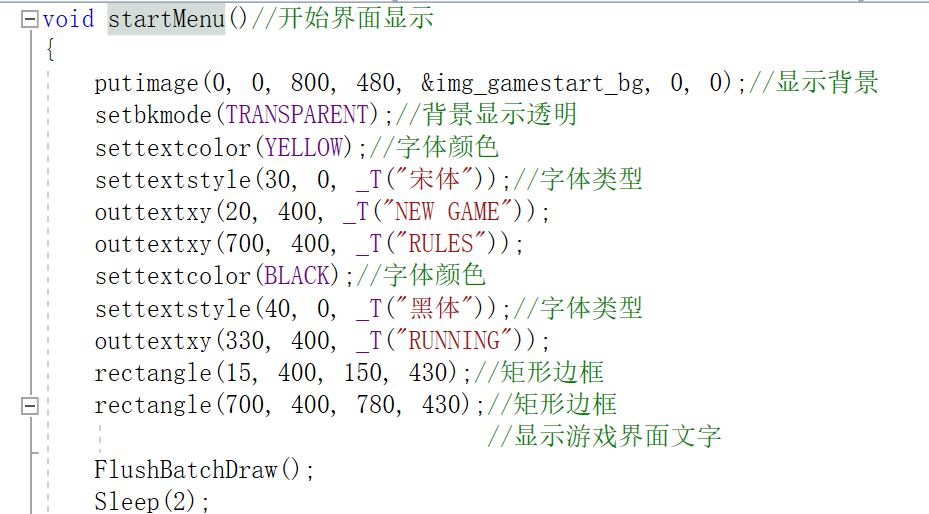 void startMenu()//开始界面显示
{
putimage(0, 0, 800, 480, &img_gamestart_bg, 0, 0);//显示背景
setbkmode(TRANSPARENT);//背景显示透明
settextcolor(YELLOW);//字体颜色
settextstyle(30, 0, _T("宋体"));//字体类型
outtextxy(20, 400, _T("NEW GAME"));
outtextxy(700, 400, _T("RULES"));
settextcolor(BLACK);//字体颜色
settextstyle(40, 0, _T("黑体"));//字体类型
outtextxy(330, 400, _T("RUNNING"));
rectangle(15, 400, 150, 430);//矩形边框
rectangle(700, 400, 780, 430);//矩形边框
//显示游戏界面文字
FlushBatchDraw();
Sleep(2);